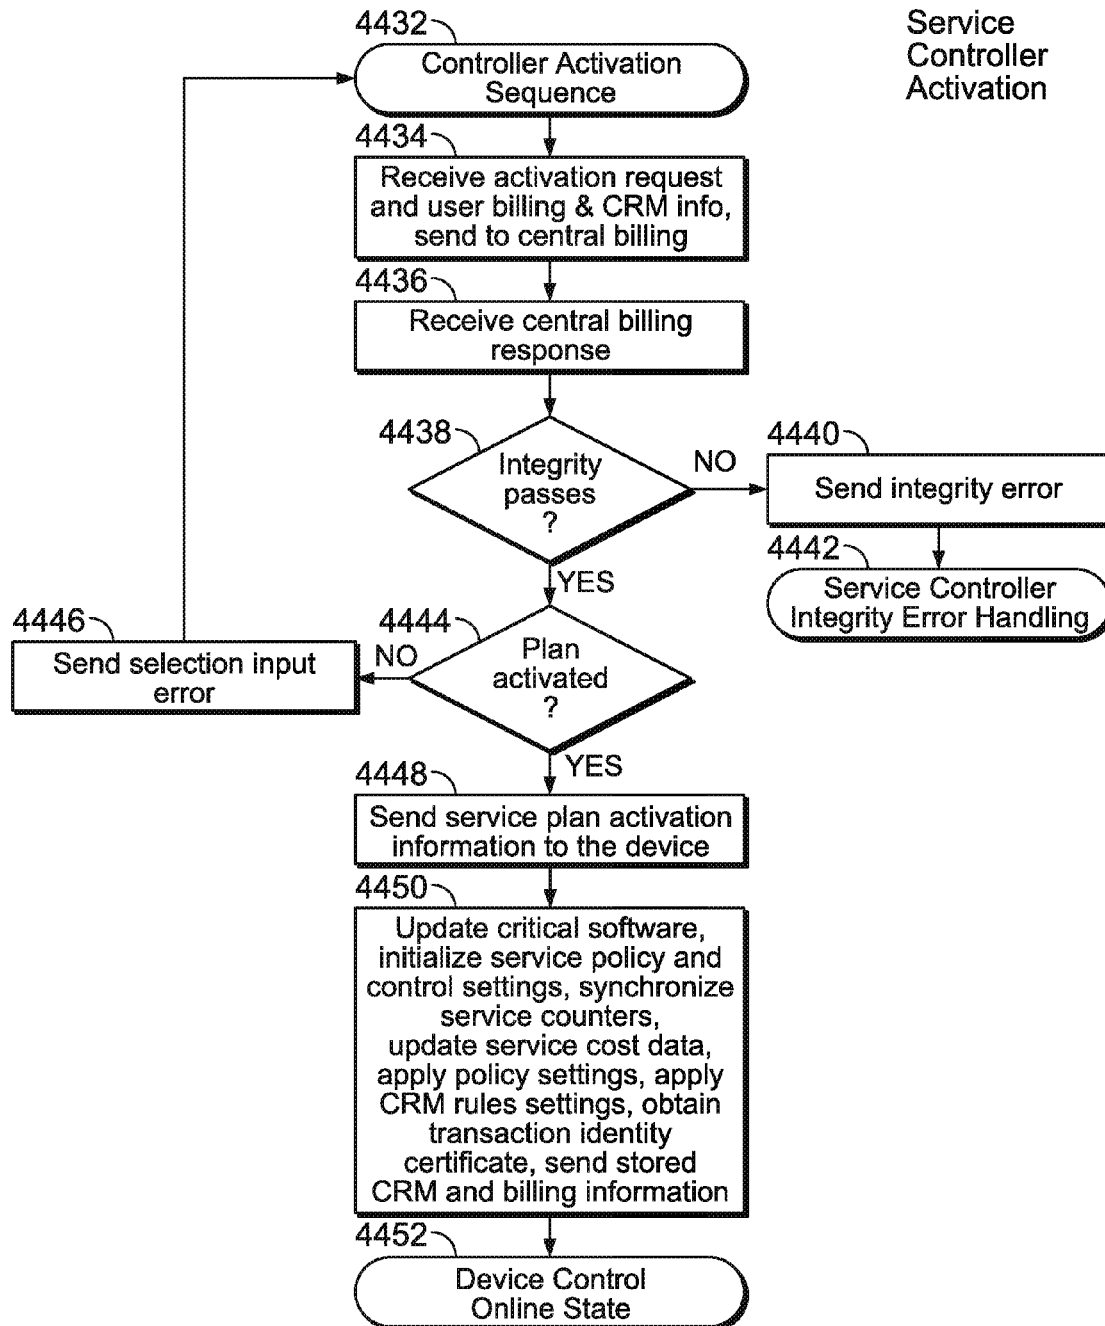 4432
Service
Controller
Activation
Controller Activation
Sequence
4434
Receive activation request
and user billing & CRM info,
send to central billing
4436
Receive central billing
response
4438
Integrity
passes
?
NO
4440
Send integrity error
4442
Service Controller
Integrity Error Handling
YES
4444
Plan
activated
?
NO
4446
Send selection input
error
YES
4448
Send service plan activation
information to the device
4450
Update critical software,
initialize service policy and
control settings, synchronize
service counters,
update service cost data,
apply policy settings, apply
CRM rules settings, obtain
transaction identity
certificate, send stored
CRM and billing information
4452
Device Control
Online State